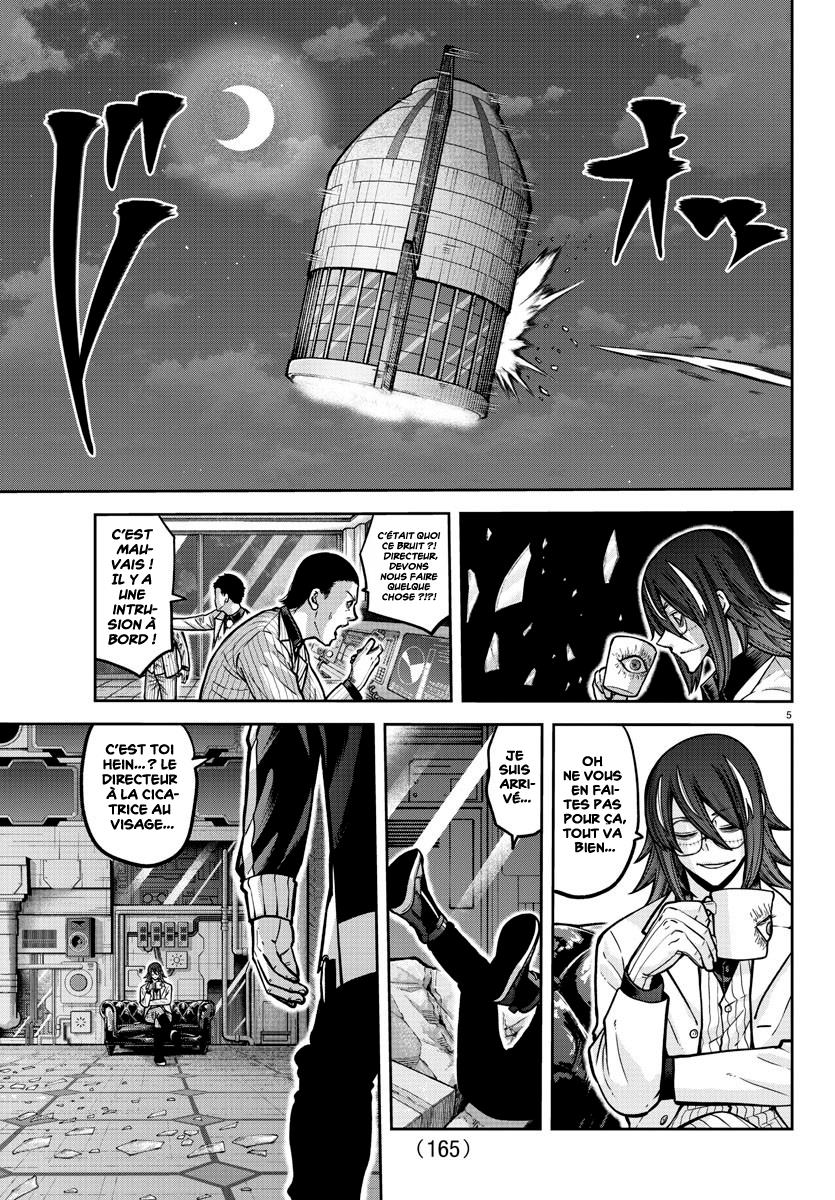 ドオッ
C'ÉTAIT QUOI
CE BRUIT ?!
DIRECTEUR,
DEVONS
NOUS FAIRE
QUELQUE
CHOSE ?!?!
C'EST
MAU-
VAIS !
IL Y A
UNE
INTRU-
SION À
BORD !
5
OH
NE VOUS
EN FAI-
TES PAS
POUR ÇA,
TOUT VA
BIEN...
JE
SUIS
ARRI-
VÉ...
C'EST TOI
HEIN...? LE
DIRECTEUR
À LA CICA-
TRICE AU
VISAGE...
(165)